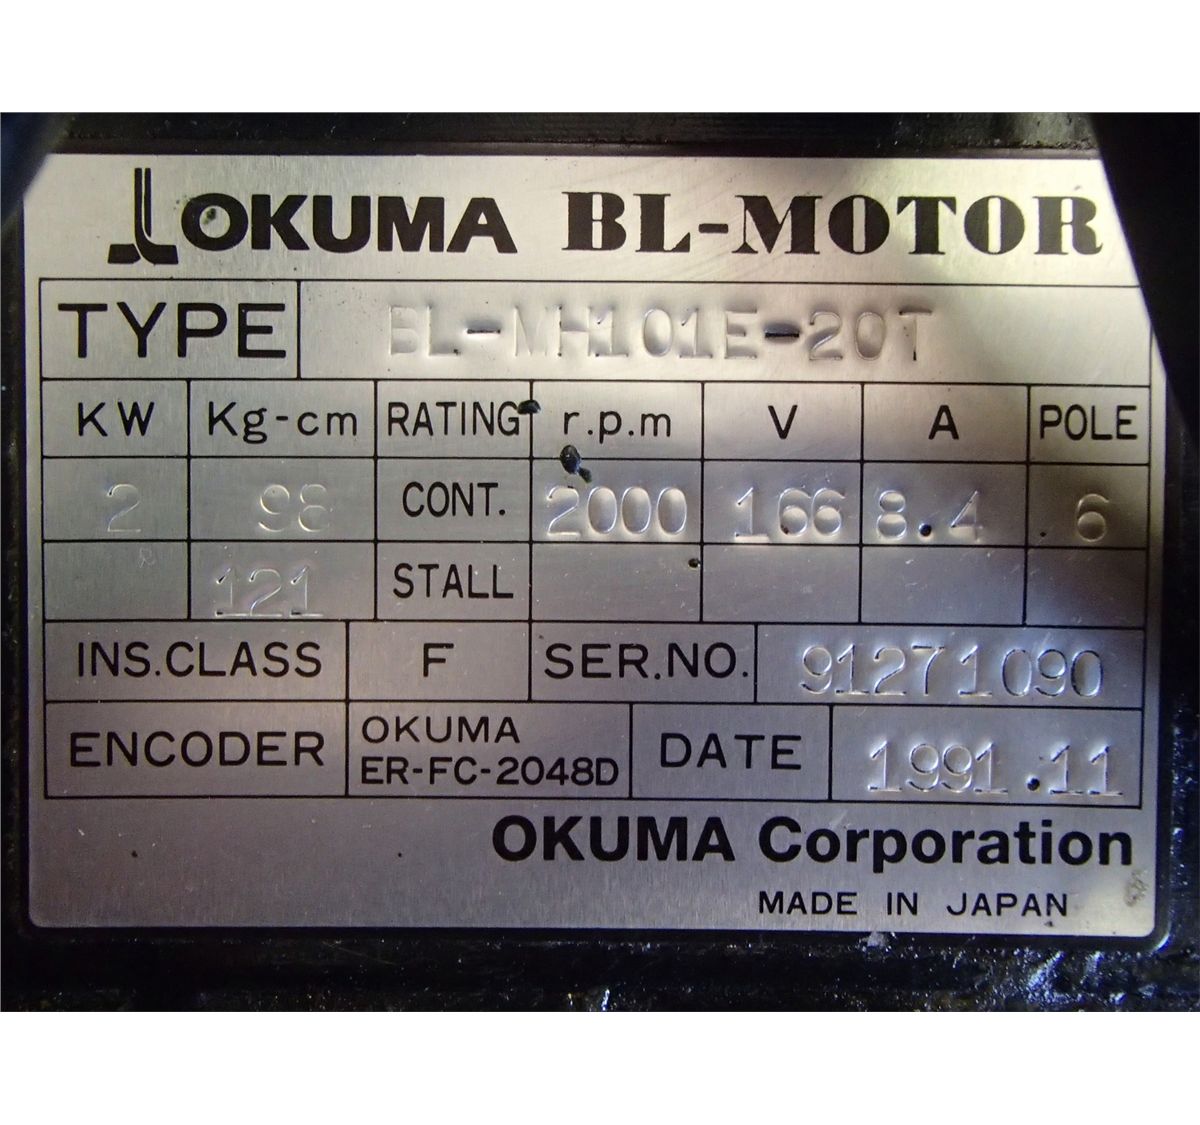 OKUMA BL-MOTOR
TYPE BL-MH101E-20T
KW Kg-cm RATING r.p.m V A POLE
2 98 CONT. 2000 166 8.4 6
121 STALL
INS.CLASS F SER.NO. 91271090
ENCODER OKUMA ER-FC-2048D DATE 1991.11
OKUMA Corporation
MADE IN JAPAN